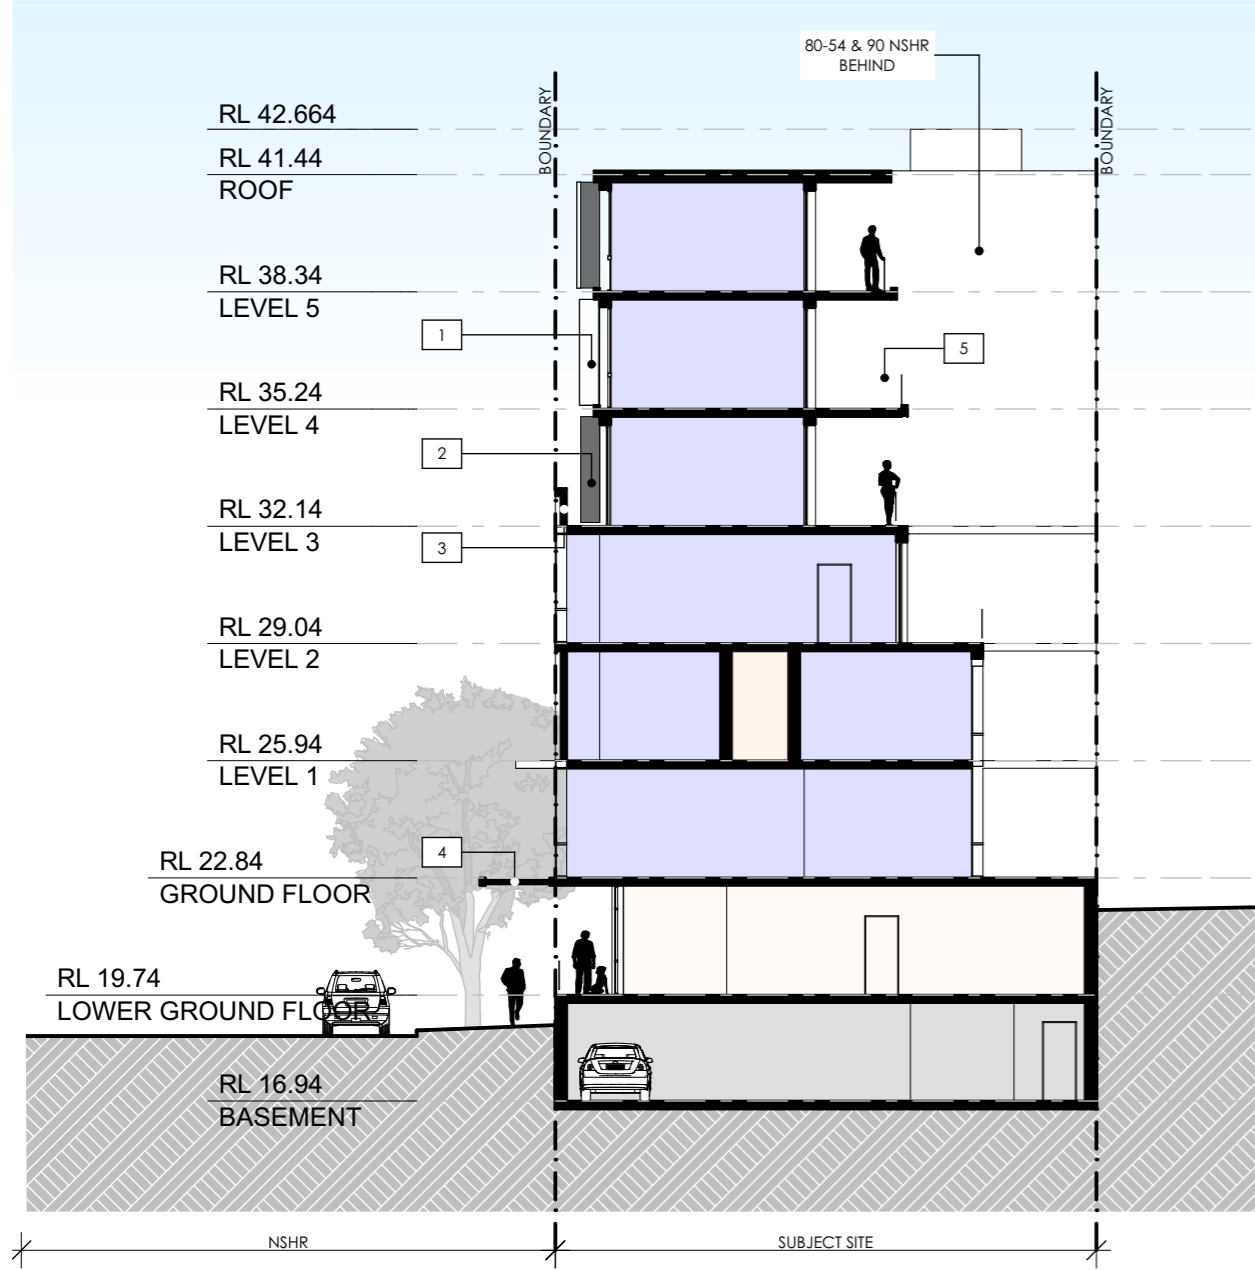 80-54 & 90 NSHR
BEHIND
BOUNDARY
BOUNDARY
RL 42.664
RL 41.44
ROOF
RL 38.34
LEVEL 5
1
5
RL 35.24
LEVEL 4
2
RL 32.14
LEVEL 3
3
RL 29.04
LEVEL 2
RL 25.94
LEVEL 1
4
RL 22.84
GROUND FLOOR
RL 19.74
LOWER GROUND FLOOR
RL 16.94
BASEMENT
NSHR
SUBJECT SITE